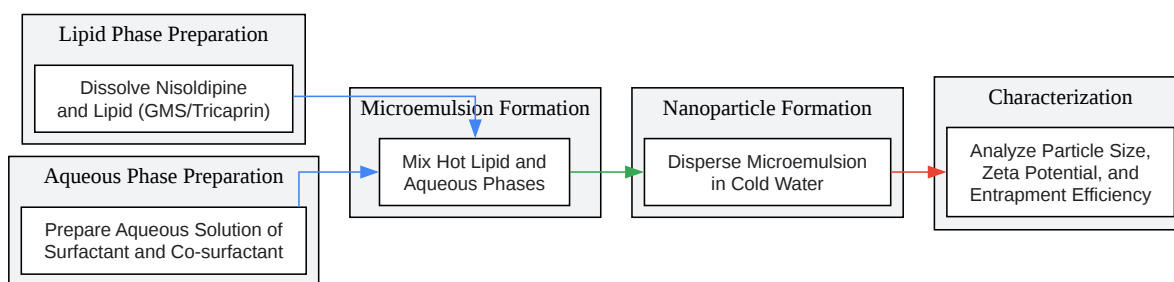 Lipid Phase Preparation
Dissolve Nisoldipine
and Lipid (GMS/Tricaprin)
Aqueous Phase Preparation
Prepare Aqueous Solution of
Surfactant and Co-surfactant
Microemulsion Formation
Mix Hot Lipid and
Aqueous Phases
Nanoparticle Formation
Disperse Microemulsion
in Cold Water
Characterization
Analyze Particle Size,
Zeta Potential, and
Entrapment Efficiency